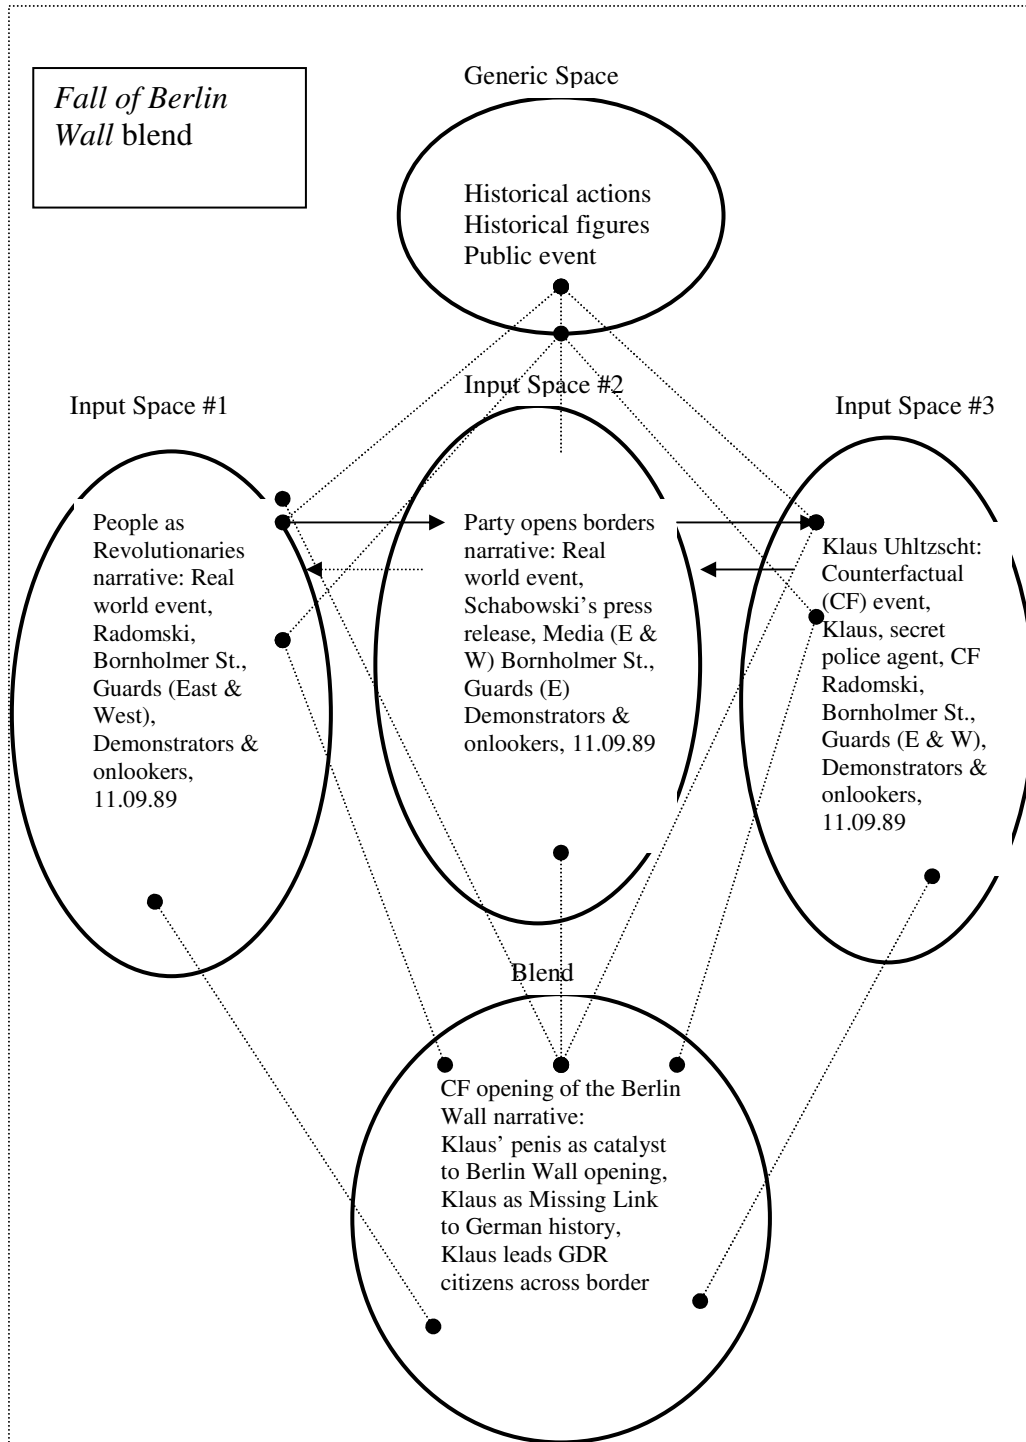 Fall of Berlin
Wall blend
Generic Space
Historical actions
Historical figures
Public event
Input Space #1
Input Space #2
Input Space #3
People as
Revolutionaries
narrative: Real
world event,
Radomski,
Bornholmer St.,
Guards (East &
West),
Demonstrators &
onlookers,
11.09.89
Party opens borders
narrative: Real
world event,
Schabowski's press
release, Media (E &
W) Bornholmer St.,
Guards (E)
Demonstrators &
onlookers, 11.09.89
Klaus Uhltzscht:
Counterfactual
(CF) event,
Klaus, secret
police agent, CF
Radomski,
Bornholmer St.,
Guards (E & W),
Demonstrators &
onlookers,
11.09.89
Blend
CF opening of the Berlin
Wall narrative:
Klaus' penis as catalyst
to Berlin Wall opening,
Klaus as Missing Link
to German history,
Klaus leads GDR
citizens across border